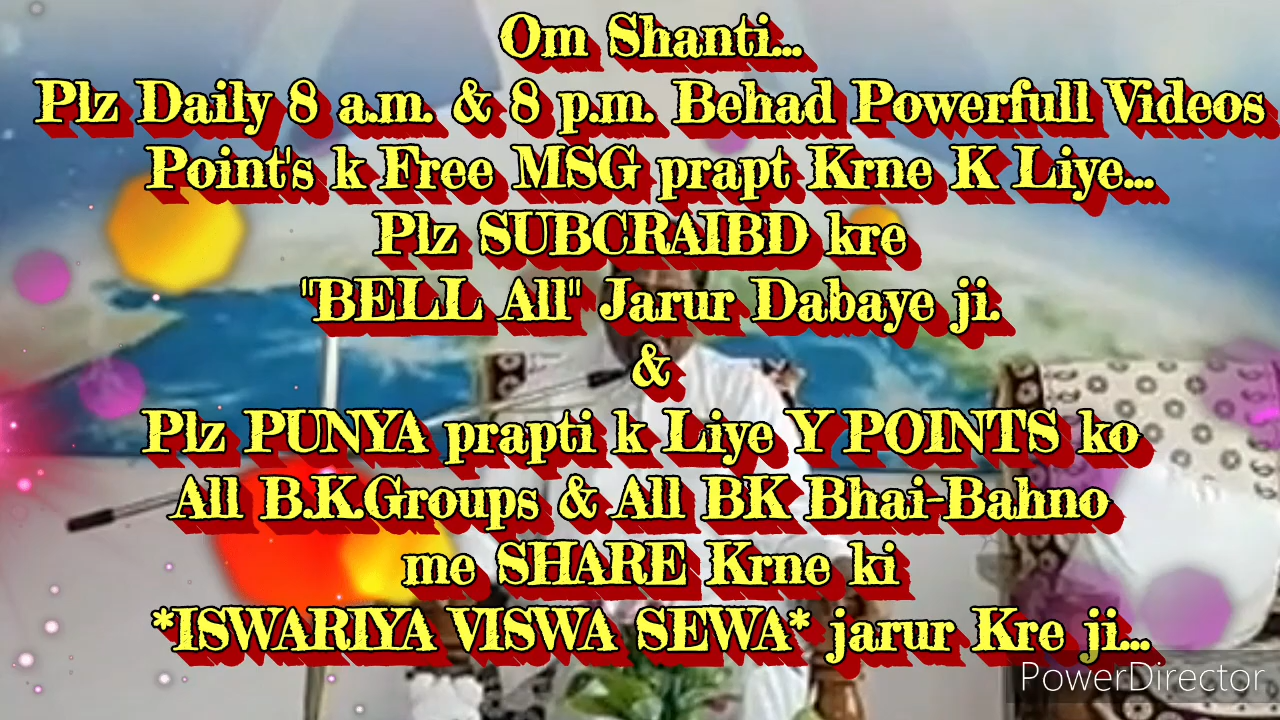 Om Shanti...
Plz Daily 8 a.m. & 8 p.m. Behad Powerfull Videos
Point's k Free MSG prapt Krne K Liye...
Plz SUBCRAIBD kre
"BELL All" Jarur Dabaye ji.
&
Plz PUNYA prapti k Liye Y POINT'S ko
All B.K.Groups & All BK Bhai-Bahno
me SHARE Krne ki
*ISWARIYA VISWA SEWA* jarur Kre ji...
PowerDirector